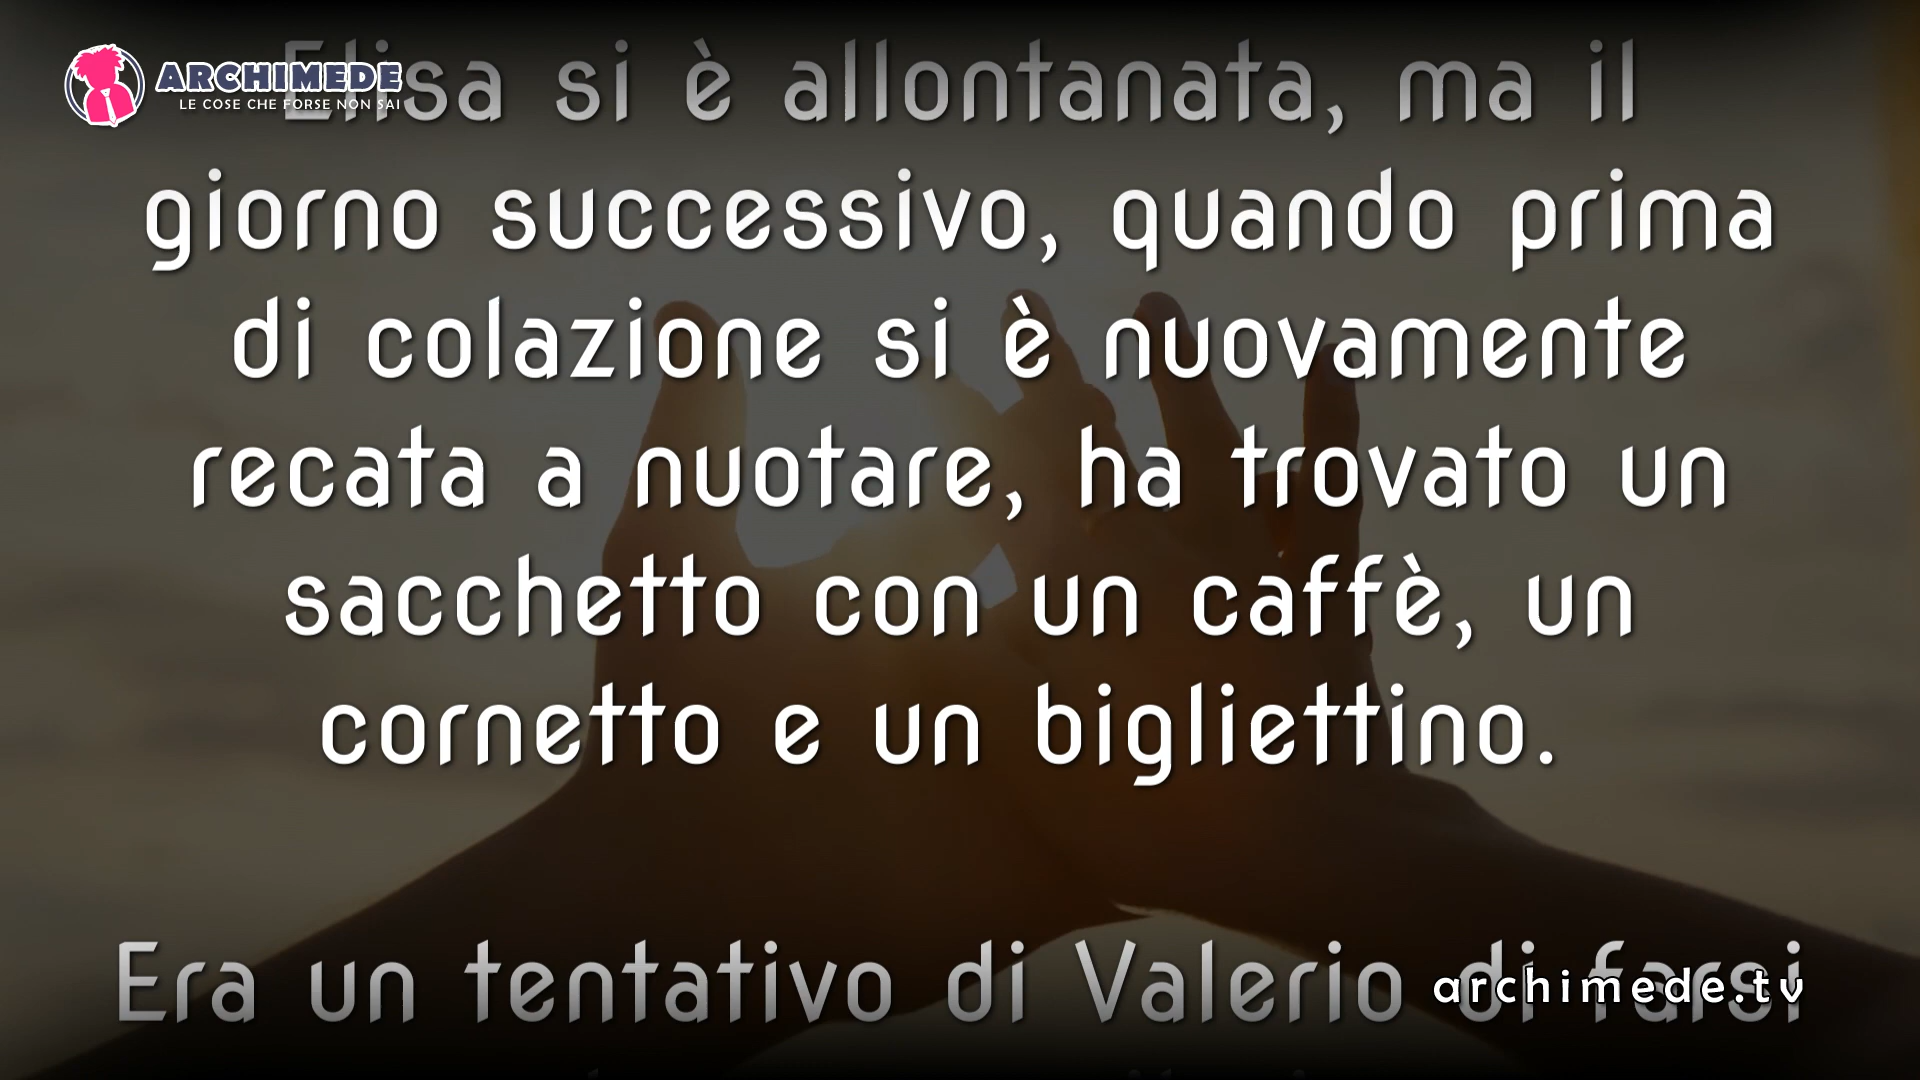 ARCHIMEDE
LE COSE CHE FORSE NON SAI
Elisa si è allontanata, ma il
giorno successivo, quando prima
di colazione si è nuovamente
recata a nuotare, ha trovato un
sacchetto con un caffè, un
cornetto e un bigliettino.
Era un tentativo di Valerio di farsi
archimede.tv